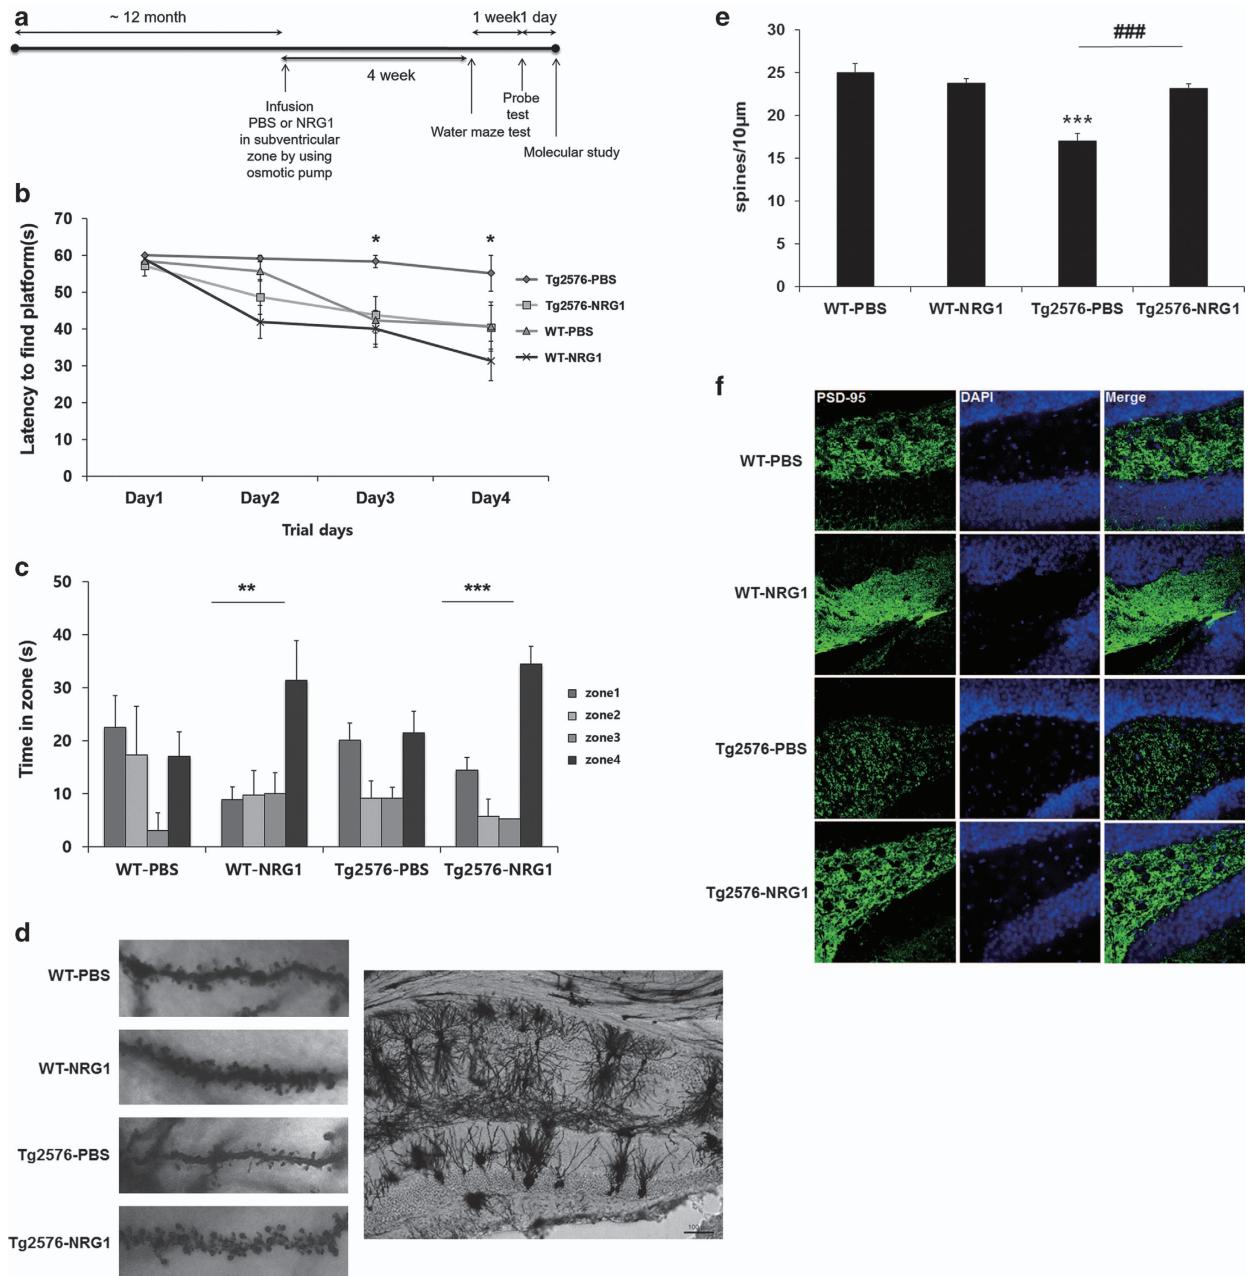 a
~ 12 month
1 week
1 day
4 week
Infusion
PBS or NRG1
in subventricular
zone by using
osmotic pump
Water maze test
Probe
test
Molecular study
b
Latency to find platform(s)
70
60
50
40
30
20
10
0
*
*
Tg2576-PBS
Tg2576-NRG1
WT-PBS
WT-NRG1
Day1
Day2
Day3
Day4
Trial days
c
Time in zone (s)
50
40
30
20
10
0
**
***
zone1
zone2
zone3
zone4
WT-PBS
WT-NRG1
Tg2576-PBS
Tg2576-NRG1
d
WT-PBS
WT-NRG1
Tg2576-PBS
Tg2576-NRG1
100
e
spines/10μm
30
25
20
15
10
5
0
***
###
WT-PBS
WT-NRG1
Tg2576-PBS
Tg2576-NRG1
f
PSD-95
DAPI
Merge
WT-PBS
WT-NRG1
Tg2576-PBS
Tg2576-NRG1